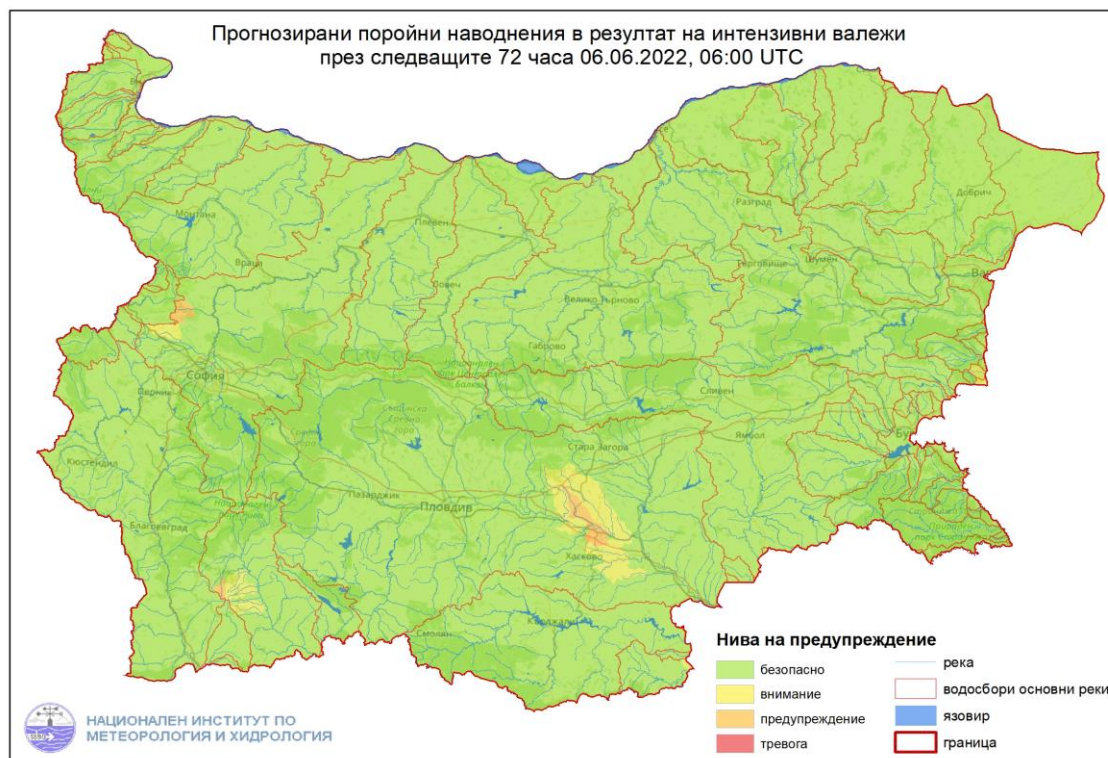 Прогнозирани поройни наводнения в резултат на интензивни валежи
през следващите 72 часа 06.06.2022, 06:00 UTC
Добрич
Монтана
Разград
Плевен
Враца
Шумен
Велико Търново
Габрово
София
Перник
Сливен
Ямбол
Стара Загора
Кюстендил
Пазарджик
Пловдив
Благоевград
Хасково
Смолян
Кърджали
Нива на предупреждение
безопасно
внимание
предупреждение
тревога
река
водосбори основни реки
язовир
граница
НАЦИОНАЛЕН ИНСТИТУТ ПО
МЕТЕОРОЛОГИЯ И ХИДРОЛОГИЯ